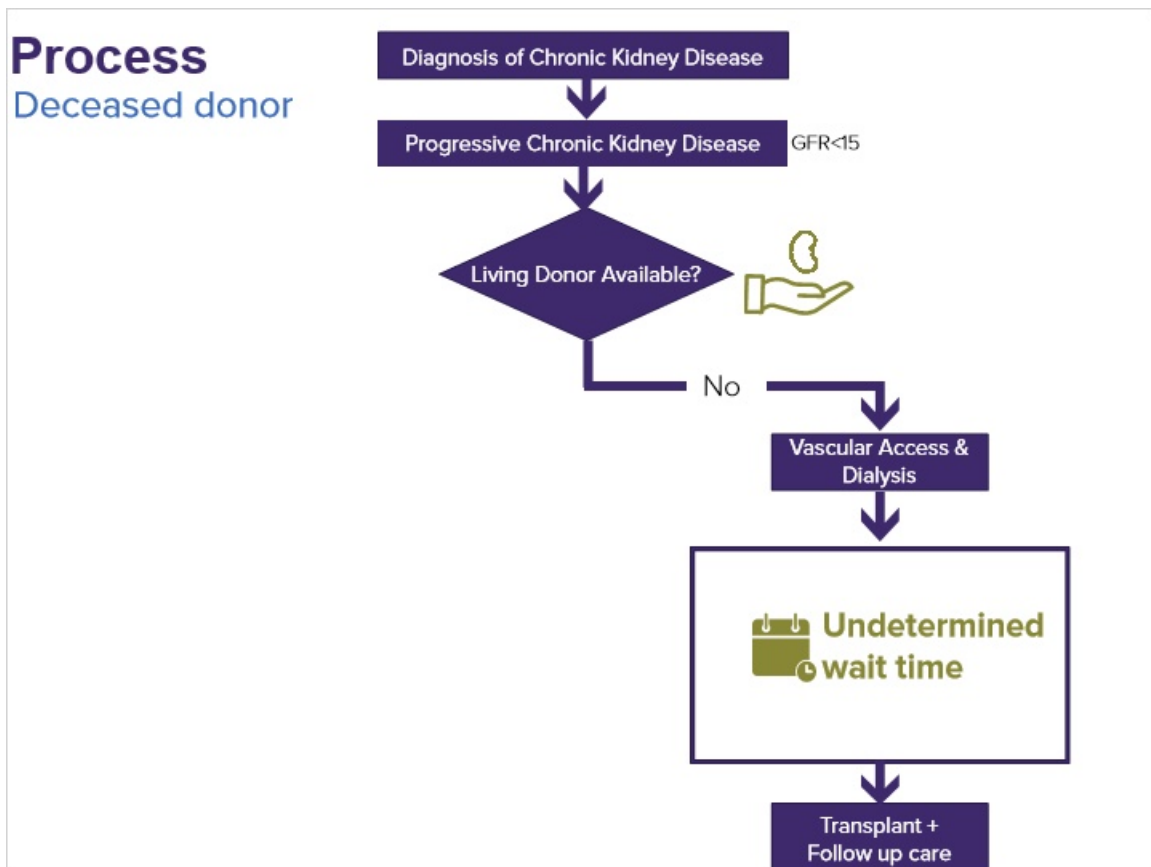 Process
Deceased donor
Diagnosis of Chronic Kidney Disease
Progressive Chronic Kidney Disease
GFR<15
Living Donor Available?
No
Vascular Access &
Dialysis
Undetermined
wait time
Transplant +
Follow up care